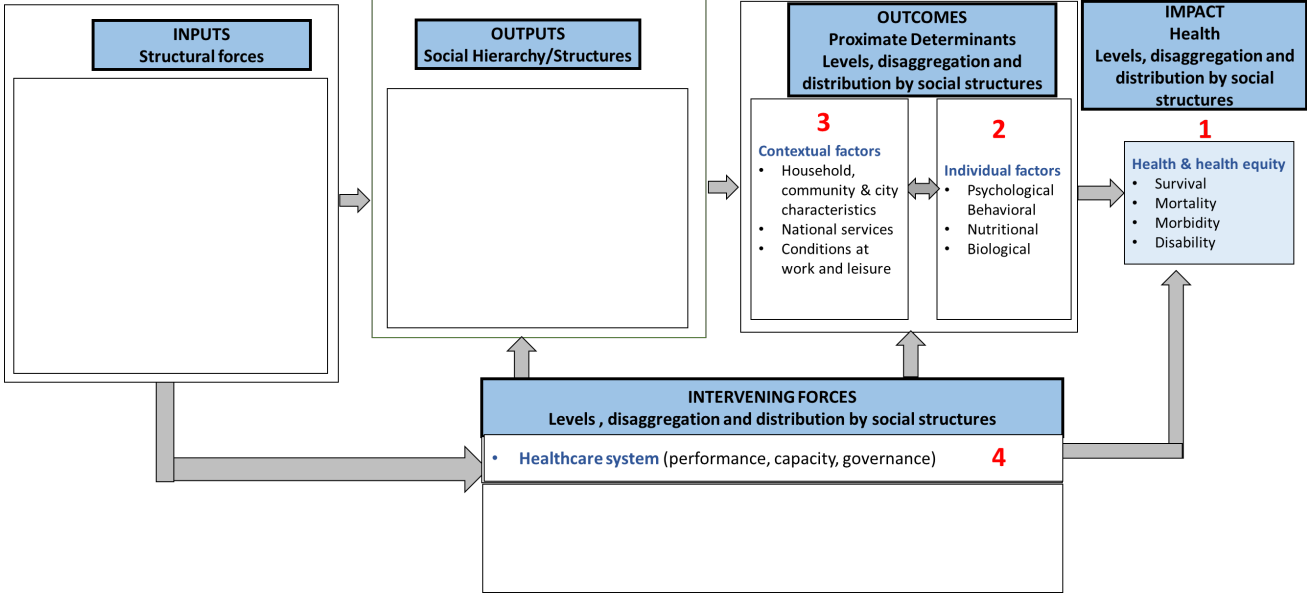 INPUTS
Structural forces
OUTPUTS
Social Hierarchy/Structures
OUTCOMES
Proximate Determinants
Levels, disaggregation and
distribution by social structures
IMPACT
Health
Levels, disaggregation and
distribution by social
structures
3
Contextual factors
• Household,
community & city
characteristics
• National services
• Conditions at
work and leisure
2
Individual factors
• Psychological
Behavioral
• Nutritional
• Biological
1
Health & health equity
• Survival
• Mortality
• Morbidity
• Disability
INTERVENING FORCES
Levels , disaggregation and distribution by social structures
• Healthcare system (performance, capacity, governance) 4